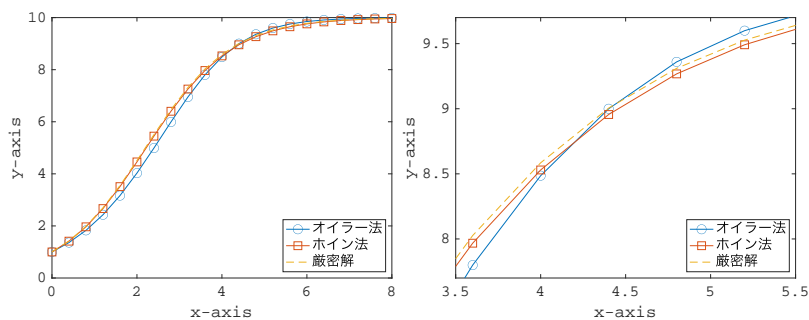 10
8
6
4
2
0
y-axis
0 2 4 6 8
x-axis
オイラー法
ホイン法
厳密解
9.5
9
8.5
8
y-axis
3.5 4 4.5 5 5.5
x-axis
オイラー法
ホイン法
厳密解